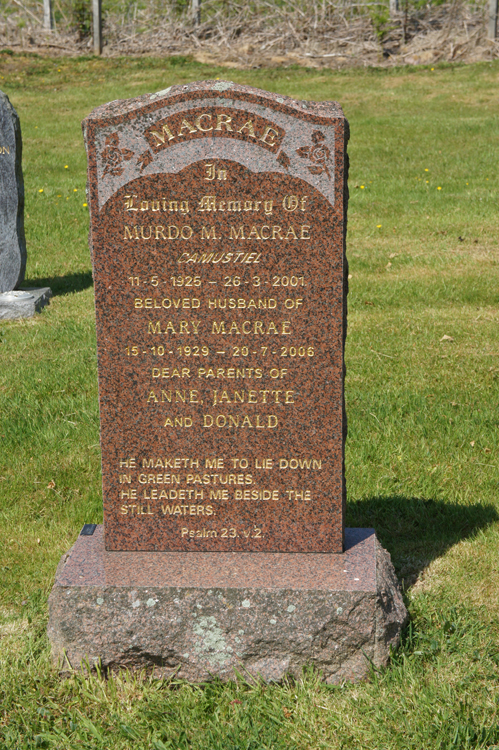 MACRAE
In
Loving Memory Of
MURDO M. MACRAE
CAMUSTIEL
11-5-1925 - 26-3-2001
BELOVED HUSBAND OF
MARY MACRAE
15-10-1929 - 20-7-2006
DEAR PARENTS OF
ANNE, JANETTE
AND DONALD
HE MAKETH ME TO LIE DOWN
IN GREEN PASTURES.
HE LEADETH ME BESIDE THE
STILL WATERS.
Psalm 23. v.2.